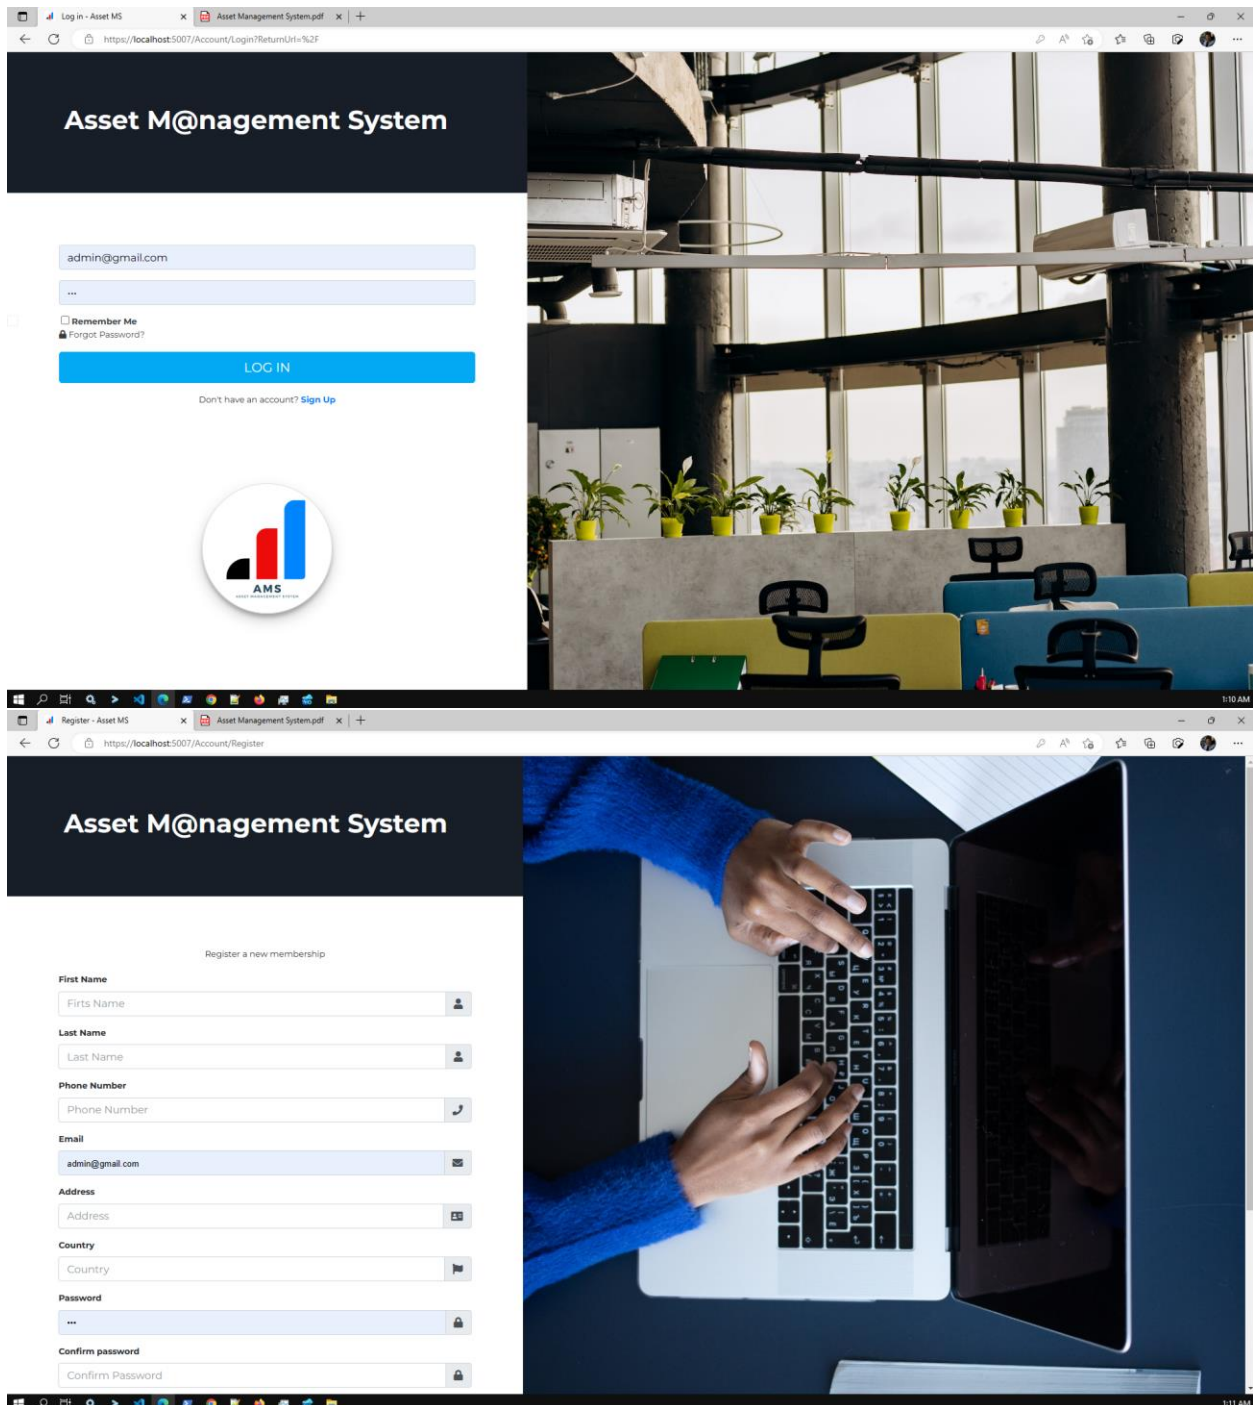 Log in - Asset MS
Asset Management System.pdf
https://localhost:5007/Account/Login?ReturnUrl=%2F
Asset M@nagement System
admin@gmail.com
•••
Remember Me
Forgot Password?
LOG IN
Don't have an account? Sign Up
AMS
ASSET MANAGEMENT SYSTEM
1:10 AM
Register - Asset MS
Asset Management System.pdf
https://localhost:5007/Account/Register
Asset M@nagement System
Register a new membership
First Name
Firts Name
Last Name
Last Name
Phone Number
Phone Number
Email
admin@gmail.com
Address
Address
Country
Country
Password
•••
Confirm password
Confirm Password
1:11 AM